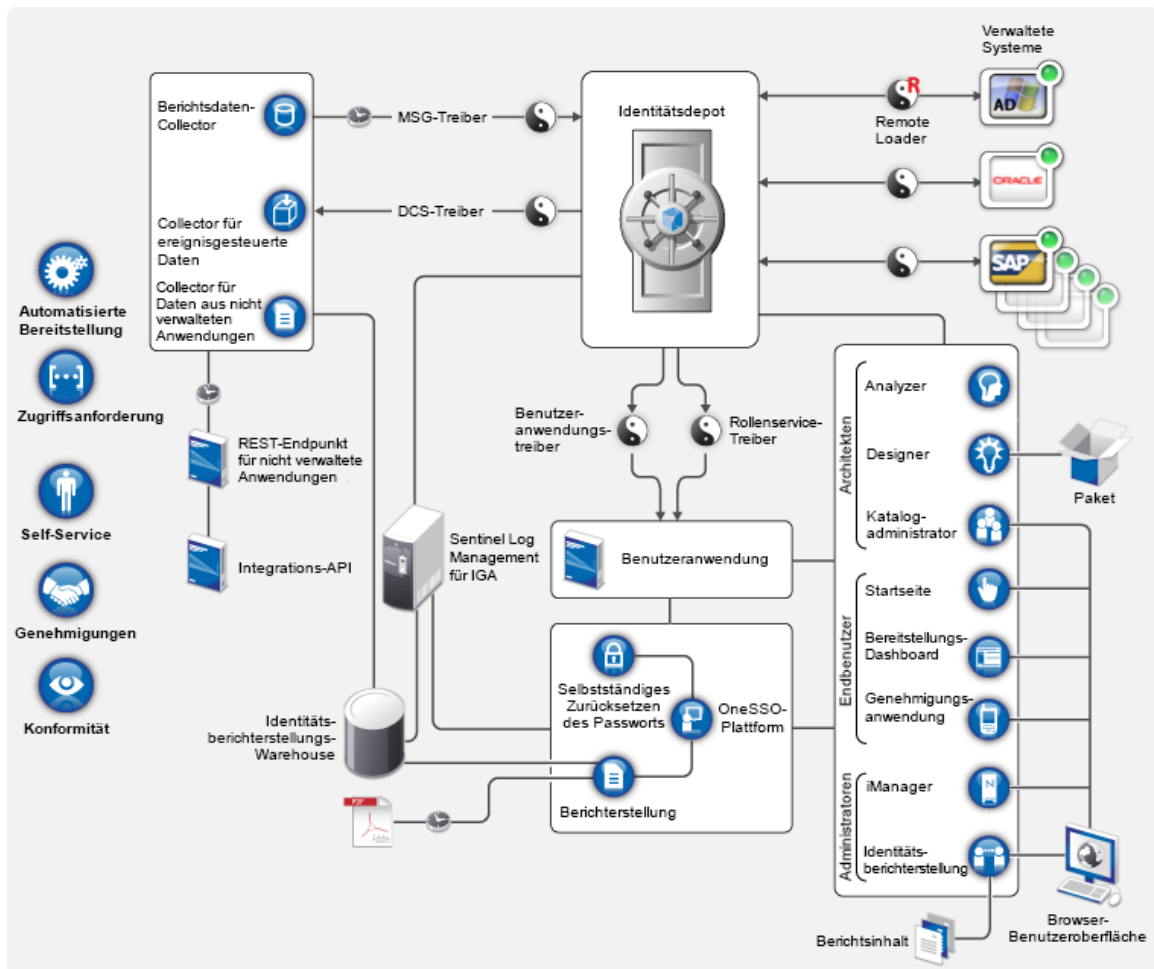 Verwaltete
Systeme
Berichtsdaten-
Collector
MSG-Treiber
Identitätsdepot
R
Remote
Loader
AD
ORACLE
DCS-Treiber
Collector für
ereignisgesteuerte
Daten
SAP
Automatisierte
Bereitstellung
Collector für
Daten aus nicht
verwalteten
Anwendungen
Zugriffsanforderung
Benutzer-
anwendungs-
treiber
Rollenservice-
Treiber
Architekten
Analyzer
Designer
Paket
Katalog-
administrator
REST-Endpunkt
für nicht verwaltete
Anwendungen
Self-Service
Integrations-API
Sentinel Log
Management
für IGA
Benutzeranwendung
Endbenutzer
Startseite
Bereitstellungs-
Dashboard
Genehmigungs-
anwendung
Genehmigungen
Konformität
Selbstständiges
Zurücksetzen
des Passworts
OneSSO-
Plattform
Identitäts-
berichterstellungs-
Warehouse
Berichterstellung
PDF
Adobe
Administratoren
iManager
N
Identitäts-
berichterstellung
Berichtsinhalt
Browser-
Benutzeroberfläche